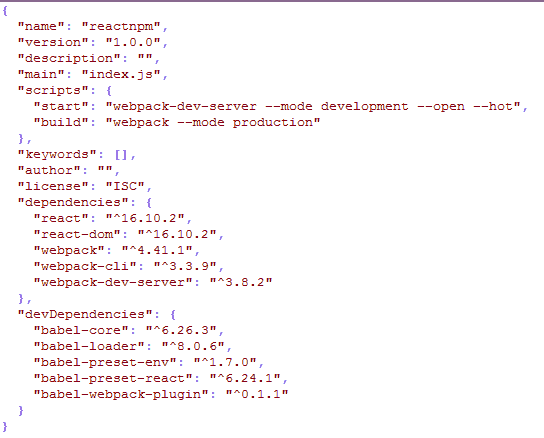 {
  "name": "reactnpm",
  "version": "1.0.0",
  "description": "",
  "main": "index.js",
  "scripts": {
    "start": "webpack-dev-server --mode development --open --hot",
    "build": "webpack --mode production"
  },
  "keywords": [],
  "author": "",
  "license": "ISC",
  "dependencies": {
    "react": "^16.10.2",
    "react-dom": "^16.10.2",
    "webpack": "^4.41.1",
    "webpack-cli": "^3.3.9",
    "webpack-dev-server": "^3.8.2"
  },
  "devDependencies": {
    "babel-core": "^6.26.3",
    "babel-loader": "^8.0.6",
    "babel-preset-env": "^1.7.0",
    "babel-preset-react": "^6.24.1",
    "babel-webpack-plugin": "^0.1.1"
  }
}